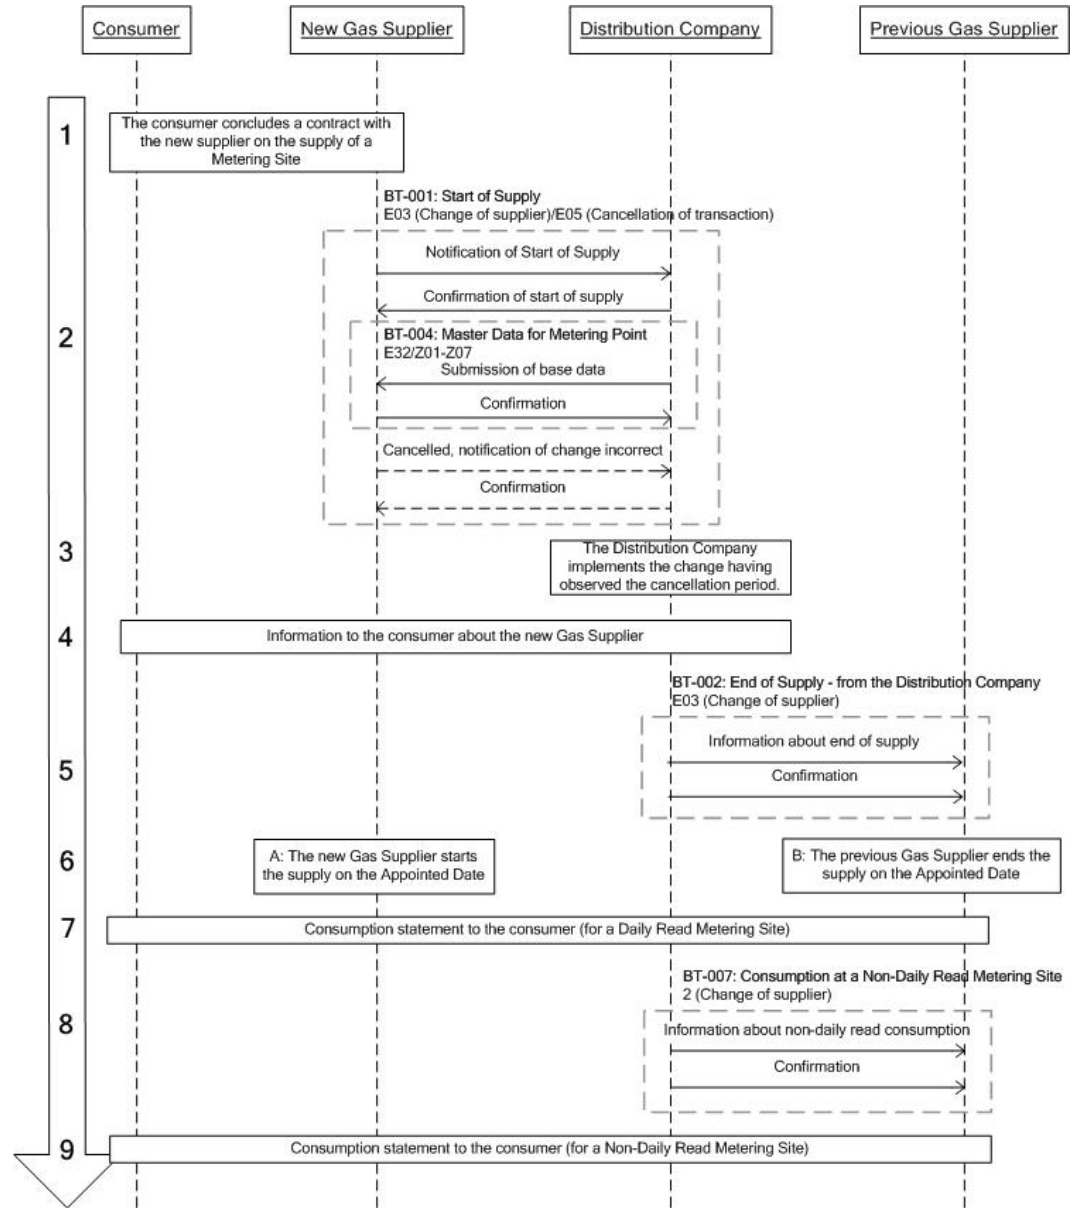 Consumer
New Gas Supplier
Distribution Company
Previous Gas Supplier
1
The consumer concludes a contract with
the new supplier on the supply of a
Metering Site
BT-001: Start of Supply
E03 (Change of supplier)/E05 (Cancellation of transaction)
Notification of Start of Supply
Confirmation of start of supply
2
BT-004: Master Data for Metering Point
E32/Z01-Z07
Submission of base data
Confirmation
Cancelled, notification of change incorrect
Confirmation
3
The Distribution Company
implements the change having
observed the cancellation period.
4
Information to the consumer about the new Gas Supplier
BT-002: End of Supply - from the Distribution Company
E03 (Change of supplier)
Information about end of supply
5
Confirmation
6
A: The new Gas Supplier starts
the supply on the Appointed Date
B: The previous Gas Supplier ends the
supply on the Appointed Date
7
Consumption statement to the consumer (for a Daily Read Metering Site)
BT-007: Consumption at a Non-Daily Read Metering Site
2 (Change of supplier)
8
Information about non-daily read consumption
Confirmation
9
Consumption statement to the consumer (for a Non-Daily Read Metering Site)